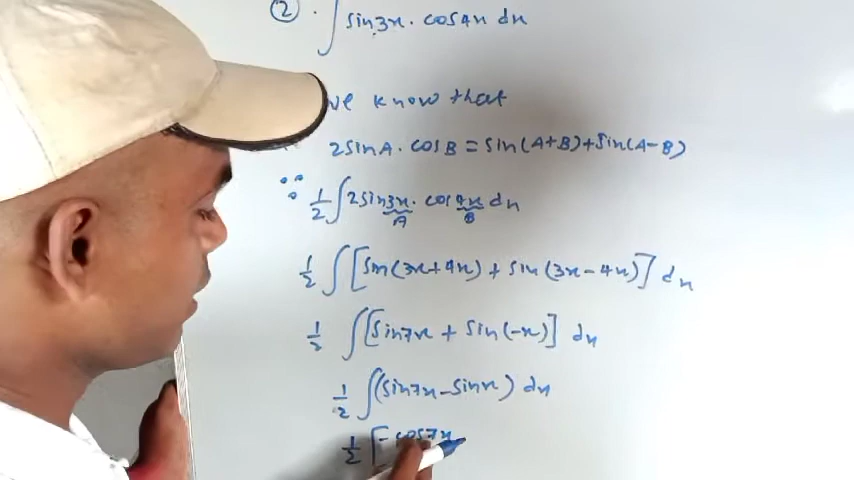 ② · ∫ sin3x · cos4x dx
we know that
2sinA · cosB = sin(A+B)+sin(A-B)
∴ 1/2 ∫ 2sin3x · cos4x dx
A B
1/2 ∫ [sin(3x+4x) + sin(3x-4x)] dx
1/2 ∫ [sin7x + sin(-x)] dx
1/2 ∫ (sin7x - sinx) dx
1/2 [- cos7x